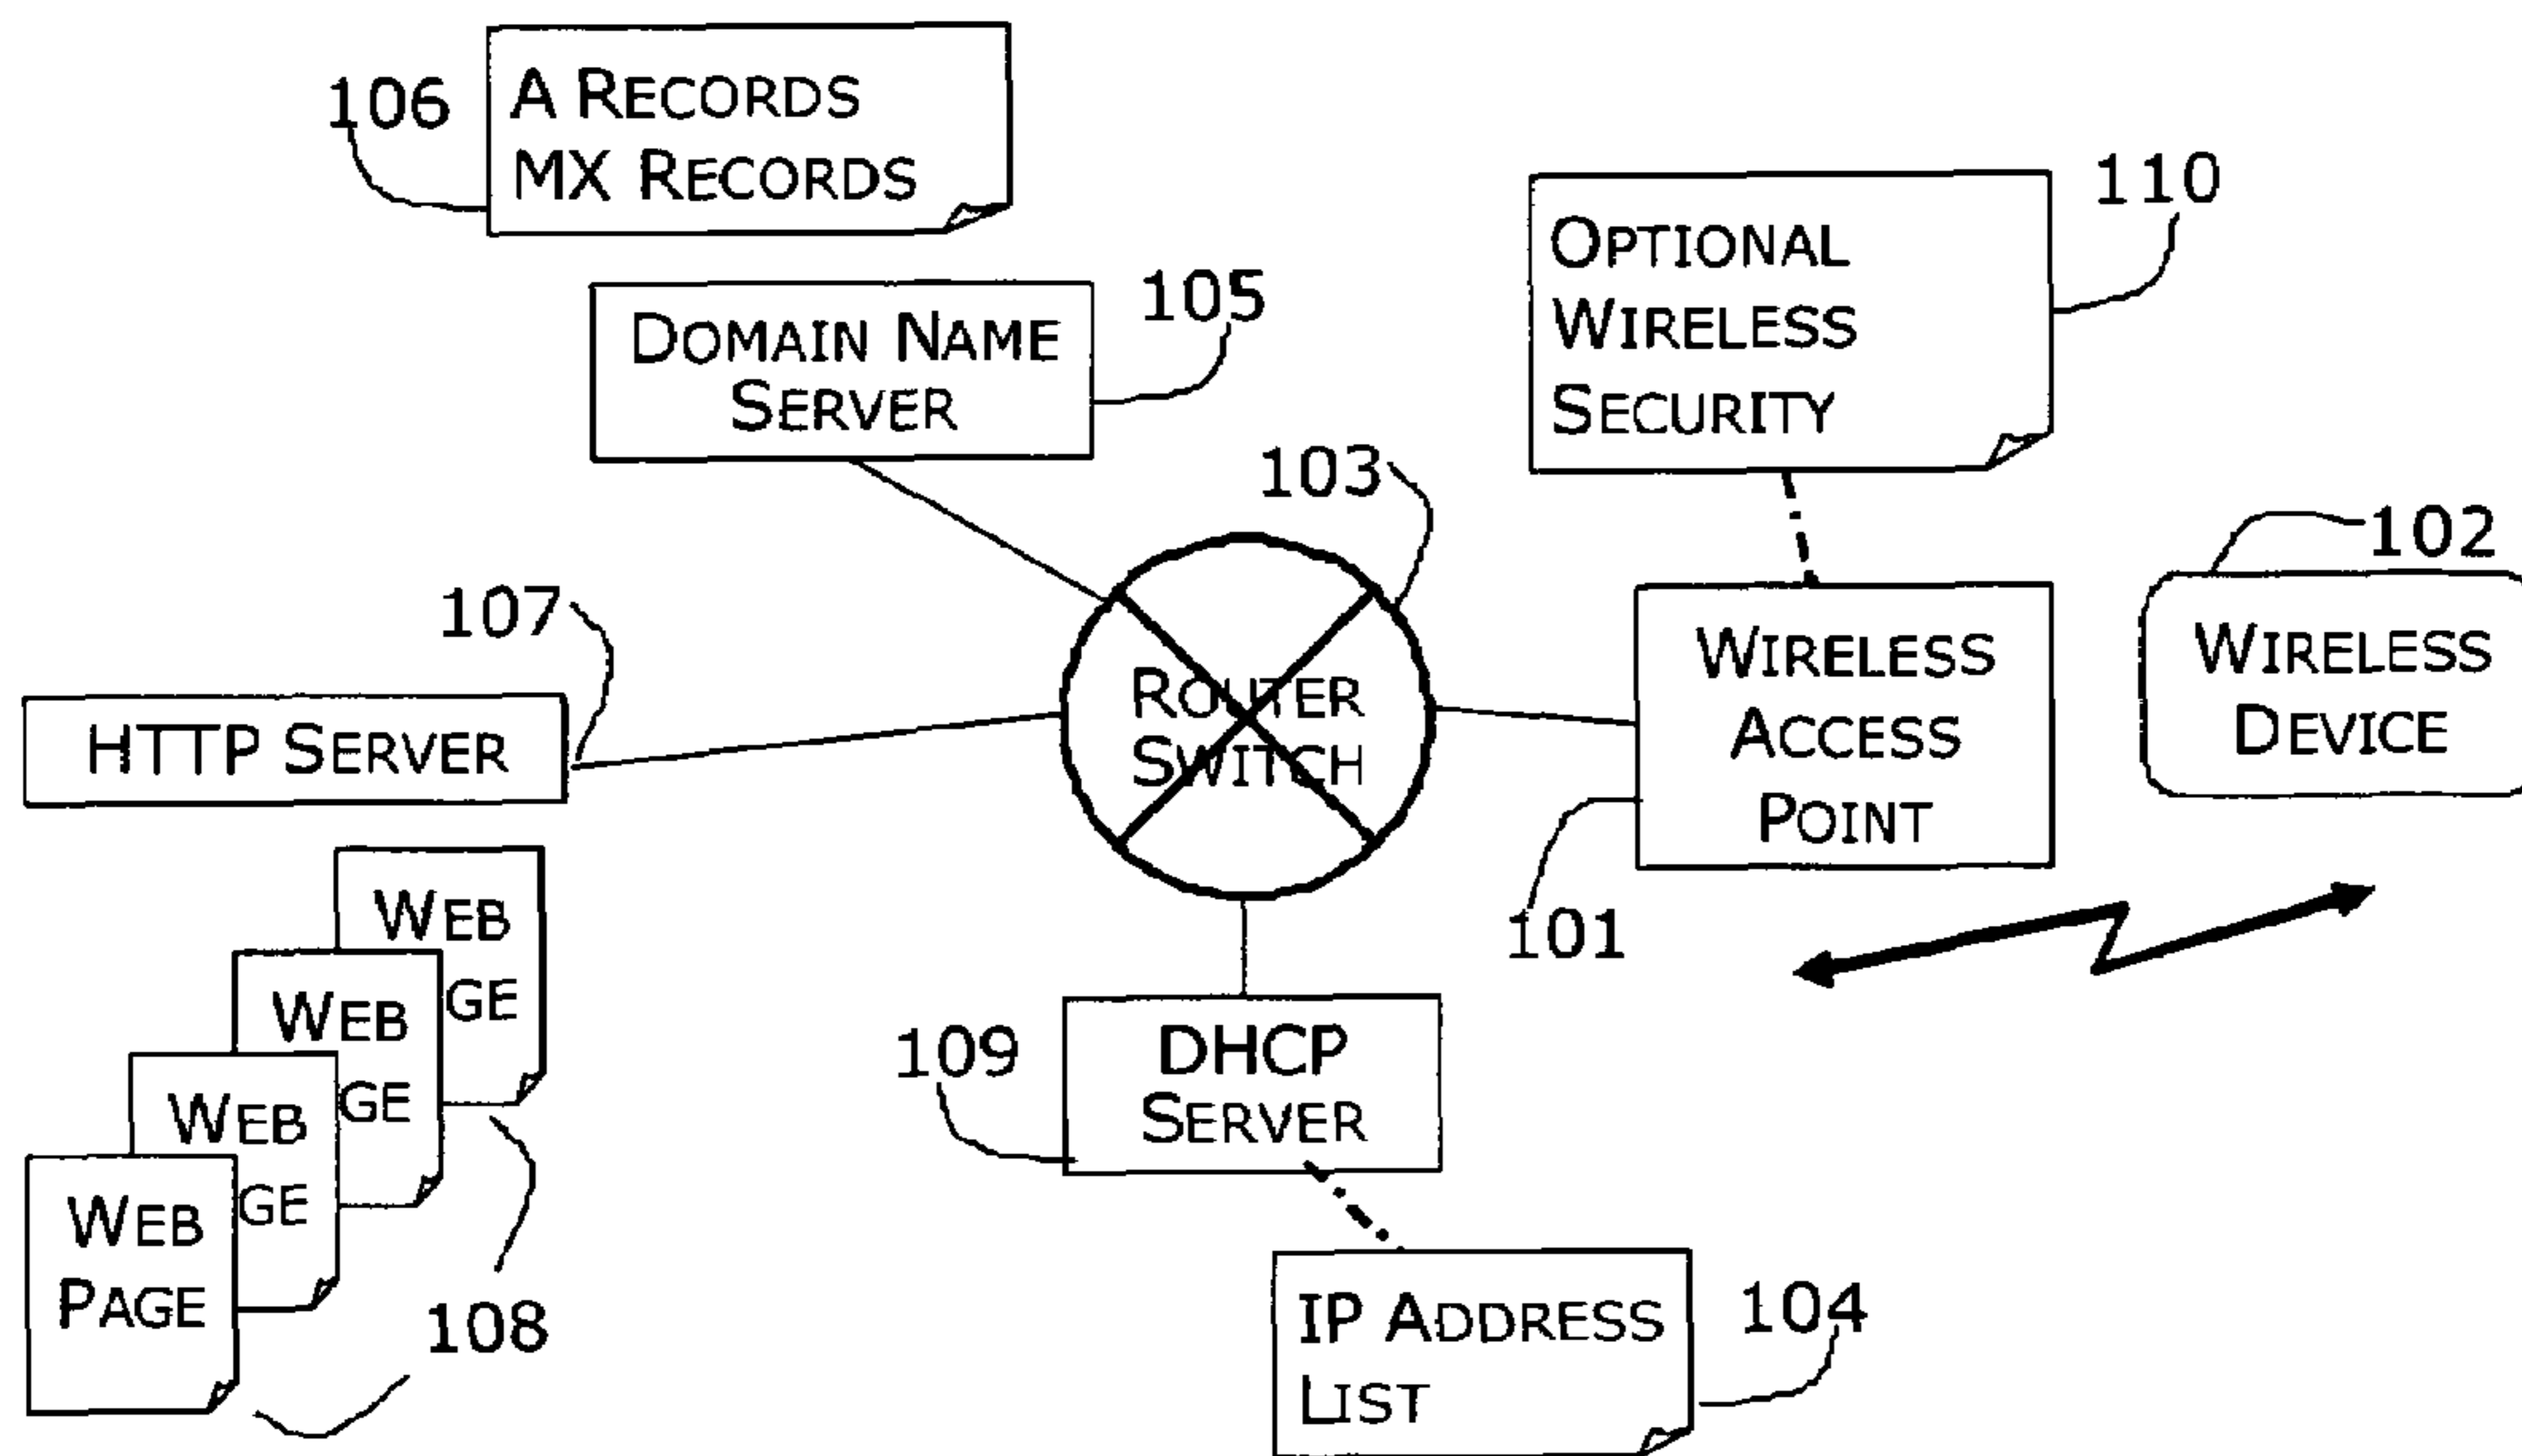 106
A RECORDS
MX RECORDS
110
OPTIONAL
WIRELESS
SECURITY
105
DOMAIN NAME
SERVER
103
102
107
HTTP SERVER
ROUTER
SWITCH
WIRELESS
ACCESS
POINT
WIRELESS
DEVICE
101
WEB
GE
WEB
GE
WEB
GE
WEB
PAGE
108
109
DHCP
SERVER
IP ADDRESS
LIST
104